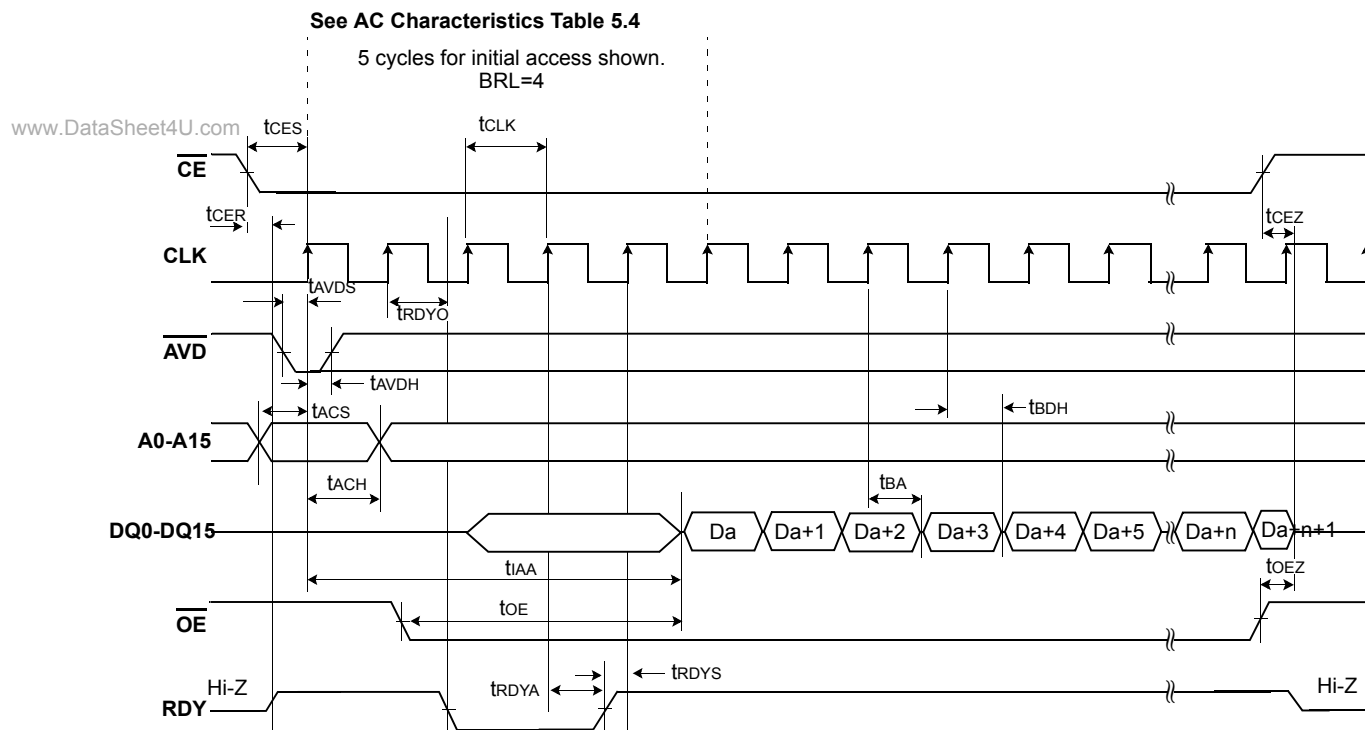 See AC Characteristics Table 5.4
5 cycles for initial access shown.
BRL=4
www.DataSheet4U.com
tCES
tCLK
CE
tCER
tCEZ
CLK
tAVDS
tRDYO
AVD
tAVDH
tACS
tBDH
A0-A15
tACH
tBA
DQ0-DQ15
Da
Da+1
Da+2
Da+3
Da+4
Da+5
Da+n
Da+n+1
tIAA
tOEZ
tOE
OE
tRDYS
Hi-Z
tRDYA
Hi-Z
RDY